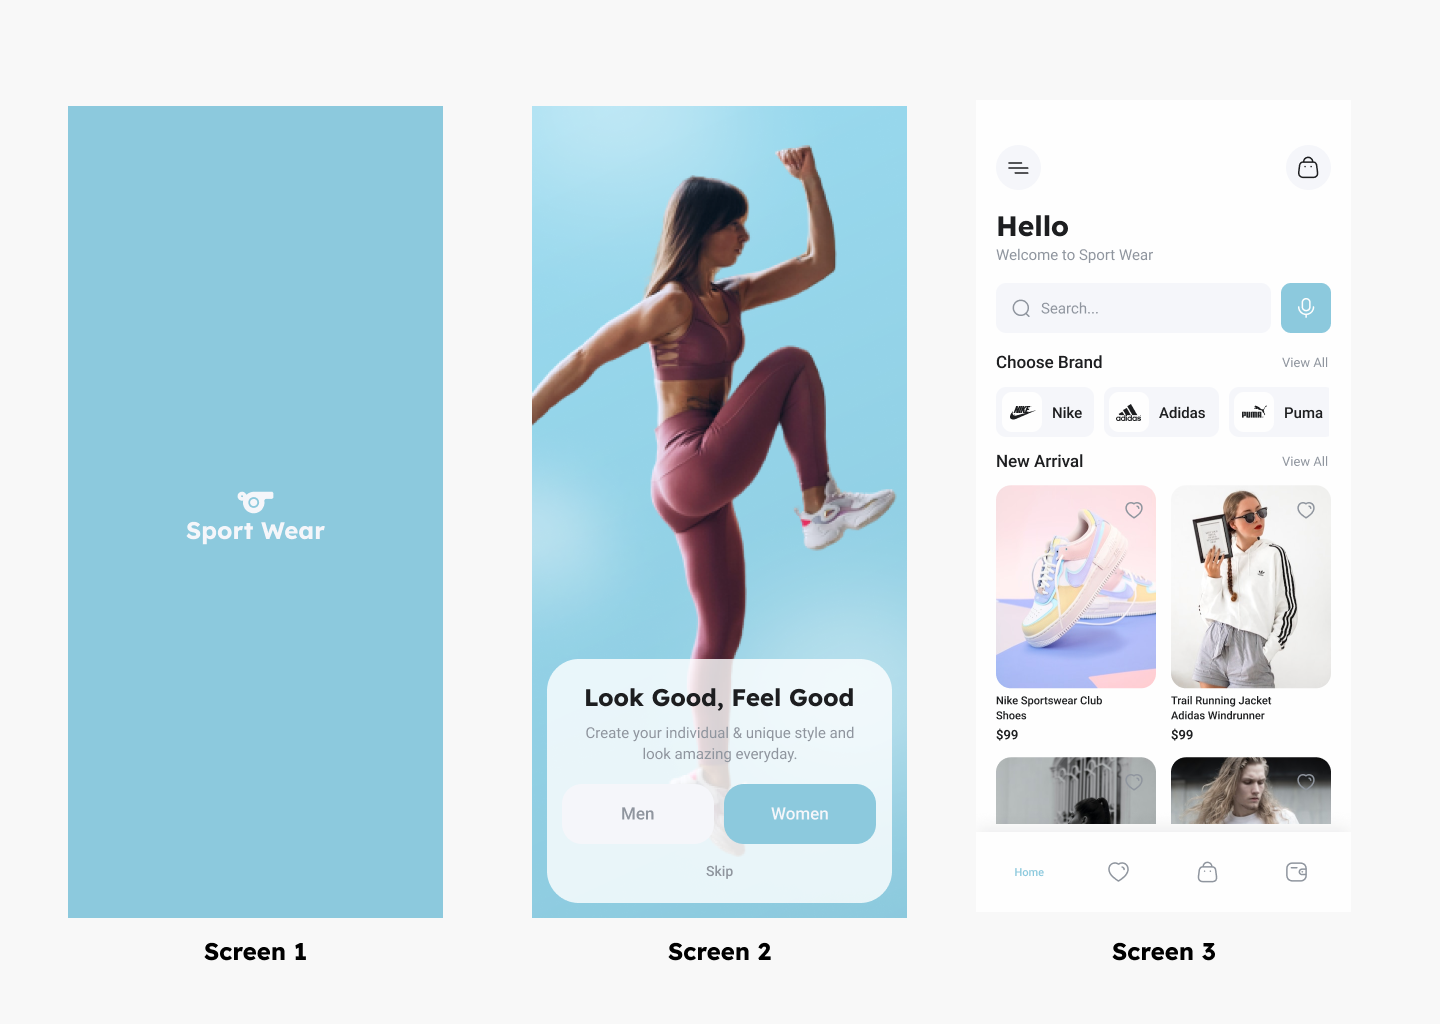 Sport Wear
Screen 1
Look Good, Feel Good
Create your individual & unique style and
look amazing everyday.
Men
Women
Skip
Screen 2
Hello
Welcome to Sport Wear
Search...
Choose Brand
View All
NIKE
Nike
adidas
Adidas
PUMA
Puma
New Arrival
View All
Nike Sportswear Club
Shoes
$99
Trail Running Jacket
Adidas Windrunner
$99
Home
Screen 3